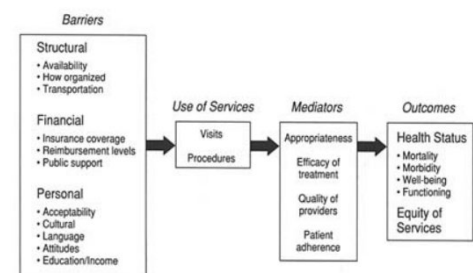 Barriers
Structural
• Availability
• How organized
• Transportation
Financial
• Insurance coverage
• Reimbursement levels
• Public support
Personal
• Acceptability
• Cultural
• Language
• Attitudes
• Education/Income
Use of Services
Visits
Procedures
Mediators
Appropriateness
Efficacy of
treatment
Quality of
providers
Patient
adherence
Outcomes
Health Status
• Mortality
• Morbidity
• Well-being
• Functioning
Equity of
Services